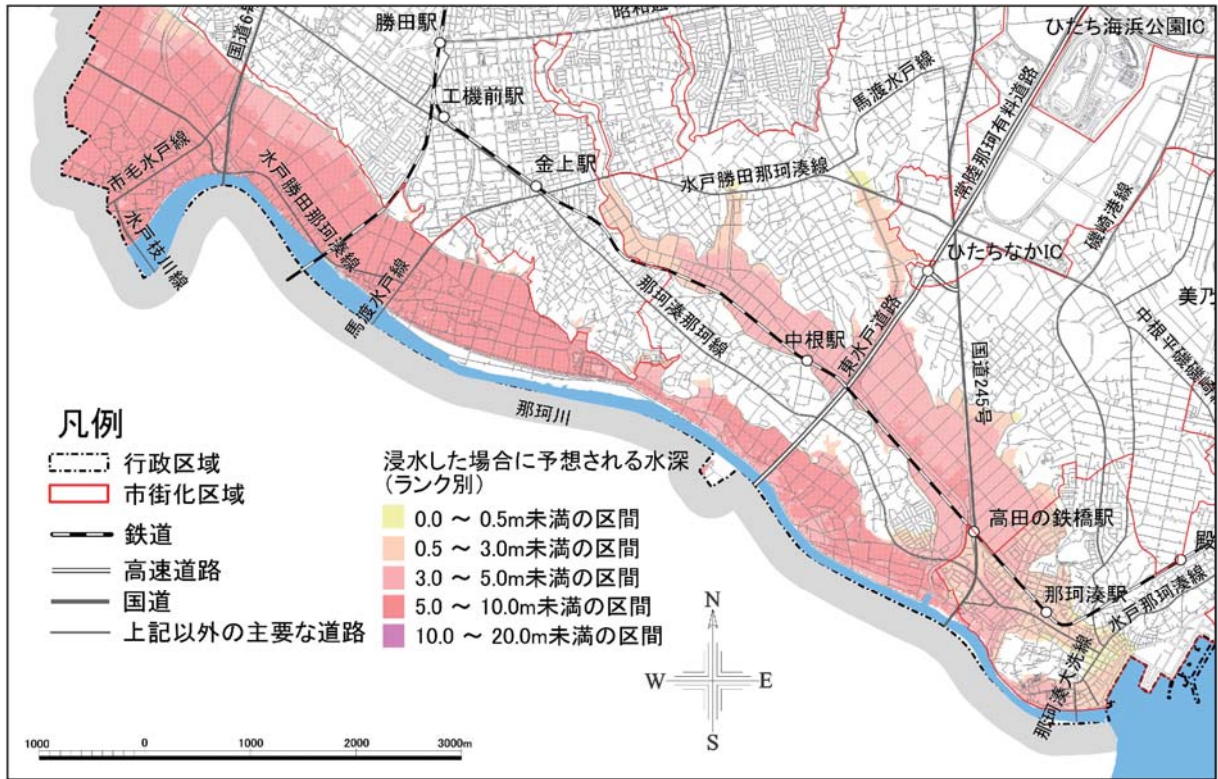 勝田駅
昭和通
ひたち海浜公園IC
国道6号
工機前駅
馬渡水戸線
常陸那珂有料道路
金上駅
市毛水戸線
水戸勝田那珂湊線
水戸勝田那珂湊線
磯崎港線
水戸枝川線
ひたちなかIC
美乃
馬渡水戸線
那珂湊那珂線
中根駅
東水戸道路
国道245号
中根平磯磯崎線
那珂川
凡例
行政区域
市街化区域
鉄道
高速道路
国道
上記以外の主要な道路
浸水した場合に予想される水深
(ランク別)
0.0 ～ 0.5m未満の区間
0.5 ～ 3.0m未満の区間
3.0 ～ 5.0m未満の区間
5.0 ～ 10.0m未満の区間
10.0 ～ 20.0m未満の区間
高田の鉄橋駅
殿
那珂湊駅
水戸那珂湊線
那珂湊大洗線
N
W
E
S
1000
0
1000
2000
3000m